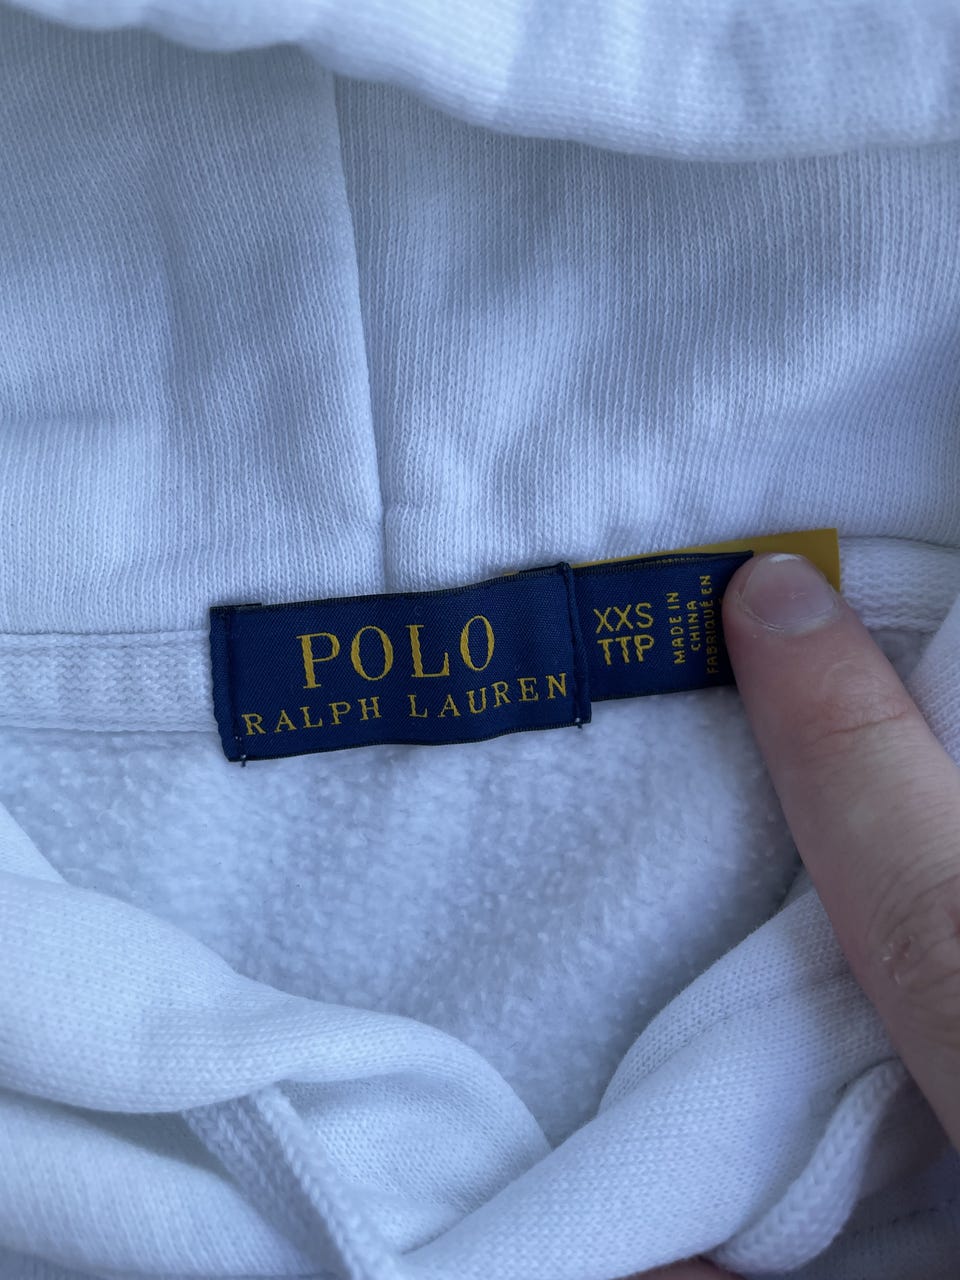 POLO
RALPH LAUREN
XXS
TTP
MADE IN
CHINA
FABRIQUÉ EN